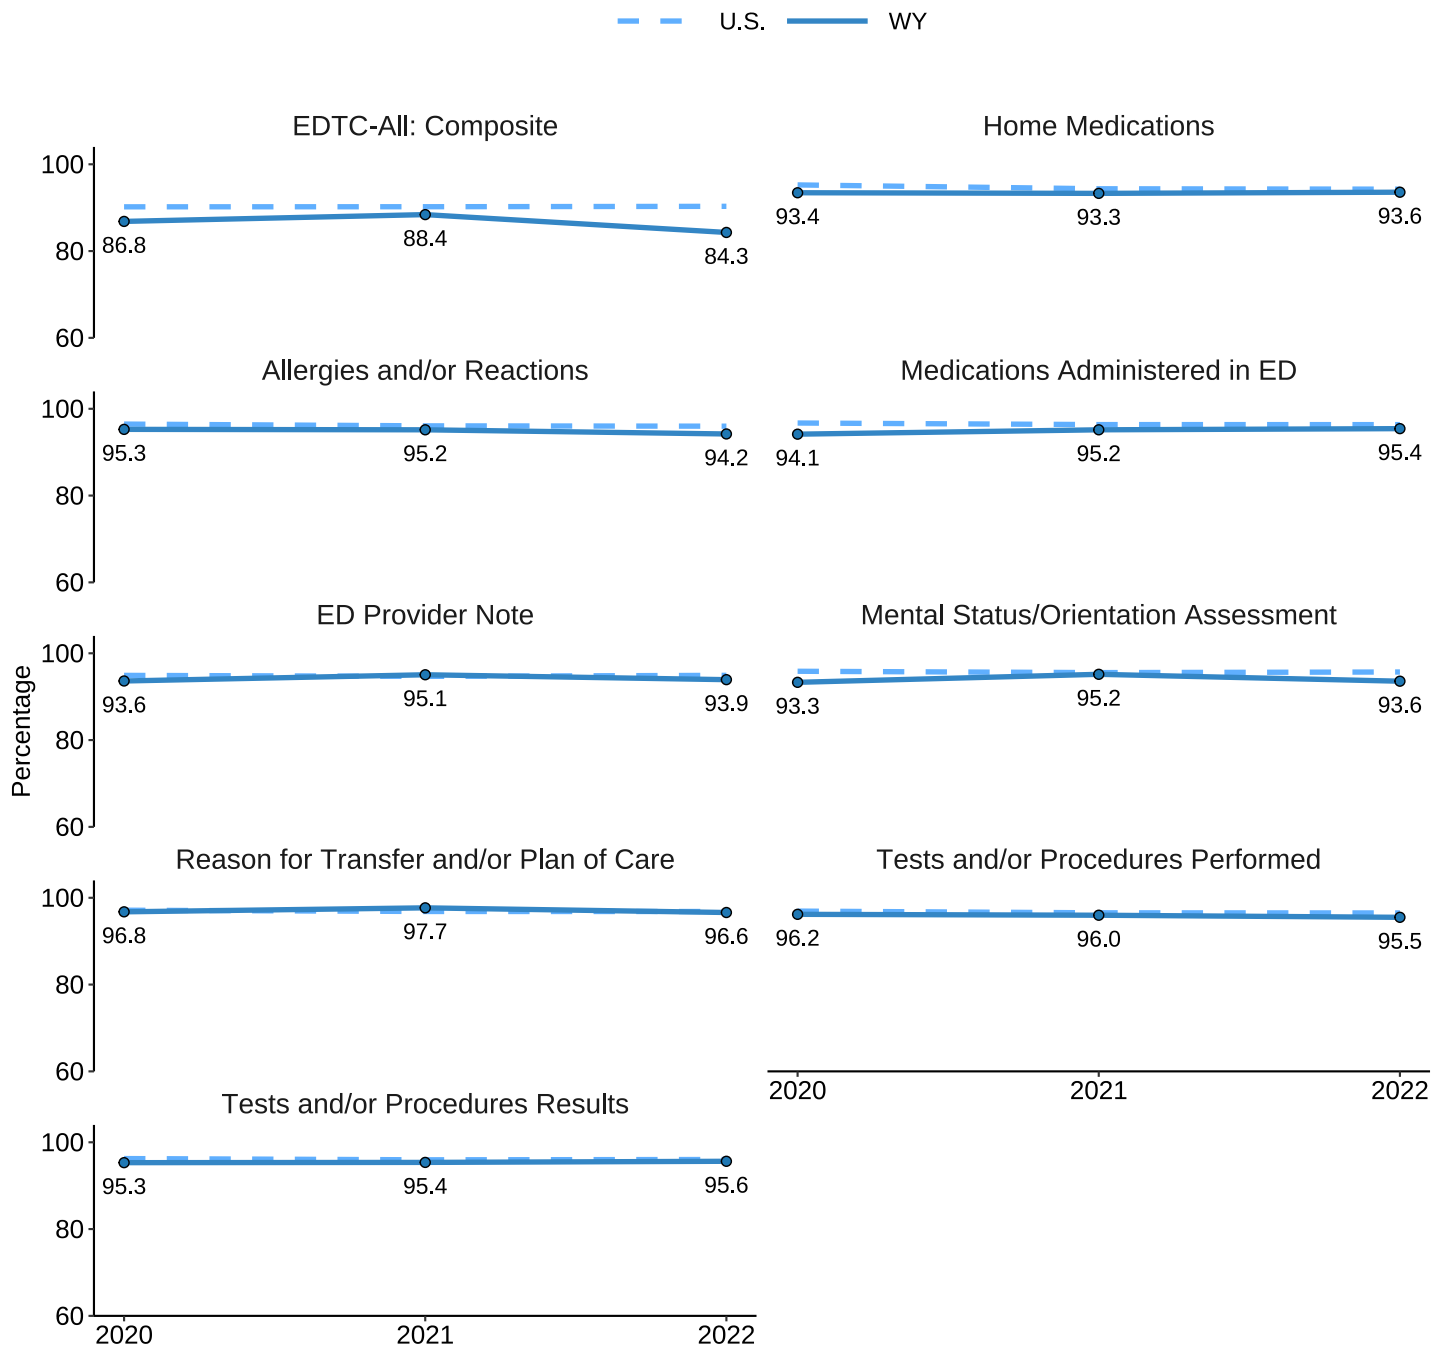 U.S. WY
EDTC-All: Composite
100
80
60
86.8 88.4 84.3
Home Medications
93.4 93.3 93.6
Allergies and/or Reactions
100
80
60
95.3 95.2 94.2
Medications Administered in ED
94.1 95.2 95.4
Percentage
ED Provider Note
100
80
60
93.6 95.1 93.9
Mental Status/Orientation Assessment
93.3 95.2 93.6
Reason for Transfer and/or Plan of Care
100
80
60
96.8 97.7 96.6
Tests and/or Procedures Performed
96.2 96.0 95.5
2020 2021 2022
Tests and/or Procedures Results
100
80
60
95.3 95.4 95.6
2020 2021 2022